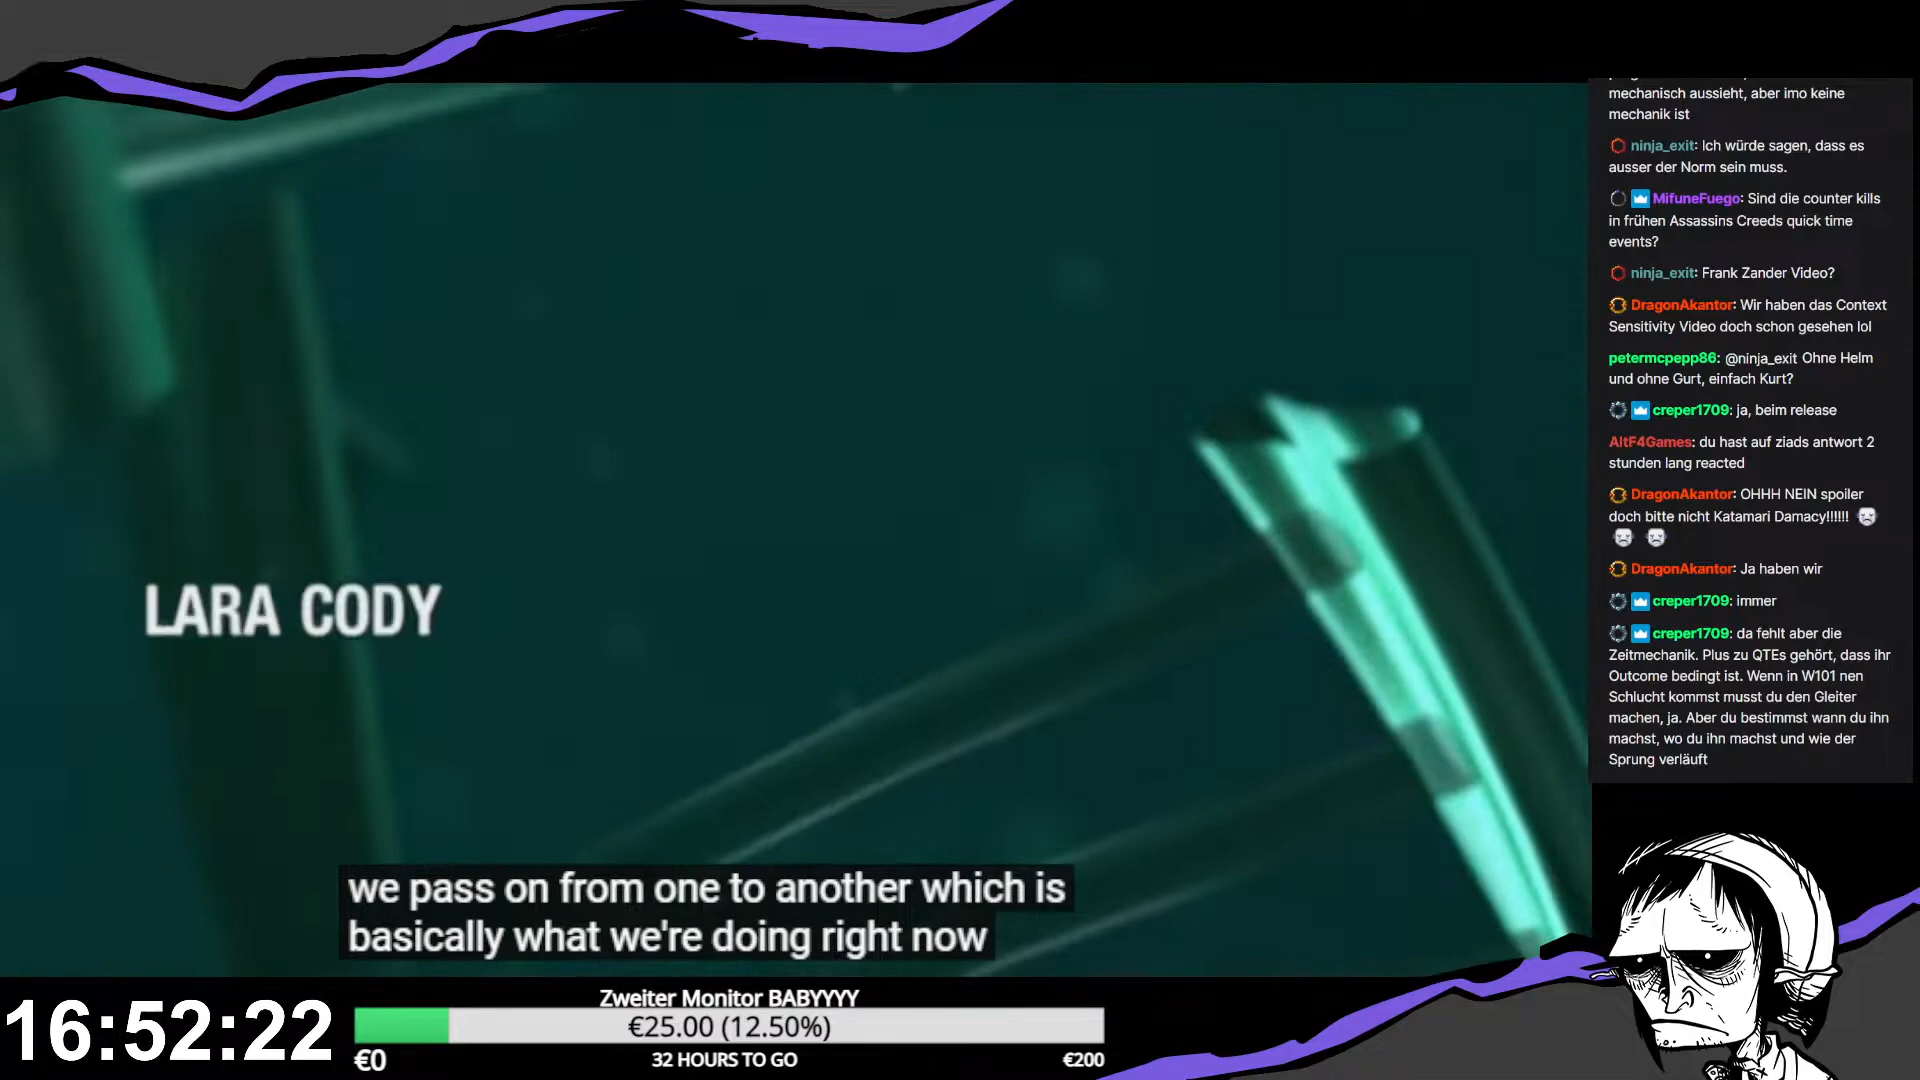 mechanisch aussieht, aber imo keine
mechanik ist
ninja_exit: Ich würde sagen, dass es
ausser der Norm sein muss.
MifuneFuego: Sind die counter kills
in frühen Assassins Creeds quick time
events?
ninja_exit: Frank Zander Video?
DragonAkantor: Wir haben das Context
Sensitivity Video doch schon gesehen lol
petermcpepp86: @ninja_exit Ohne Helm
und ohne Gurt, einfach Kurt?
creper1709: ja, beim release
AltF4Games: du hast auf ziads antwort 2
stunden lang reacted
DragonAkantor: OHHH NEIN spoiler
doch bitte nicht Katamari Damacy!!!!!!
DragonAkantor: Ja haben wir
creper1709: immer
creper1709: da fehlt aber die
Zeitmechanik. Plus zu QTEs gehört, dass ihr
Outcome bedingt ist. Wenn in W101 nen
Schlucht kommst musst du den Gleiter
machen, ja. Aber du bestimmst wann du ihn
machst, wo du ihn machst und wie der
Sprung verläuft
LARA CODY
we pass on from one to another which is
basically what we're doing right now
16:52:22
Zweiter Monitor BABYYYY
€25.00 (12.50%)
€0
32 HOURS TO GO
€200